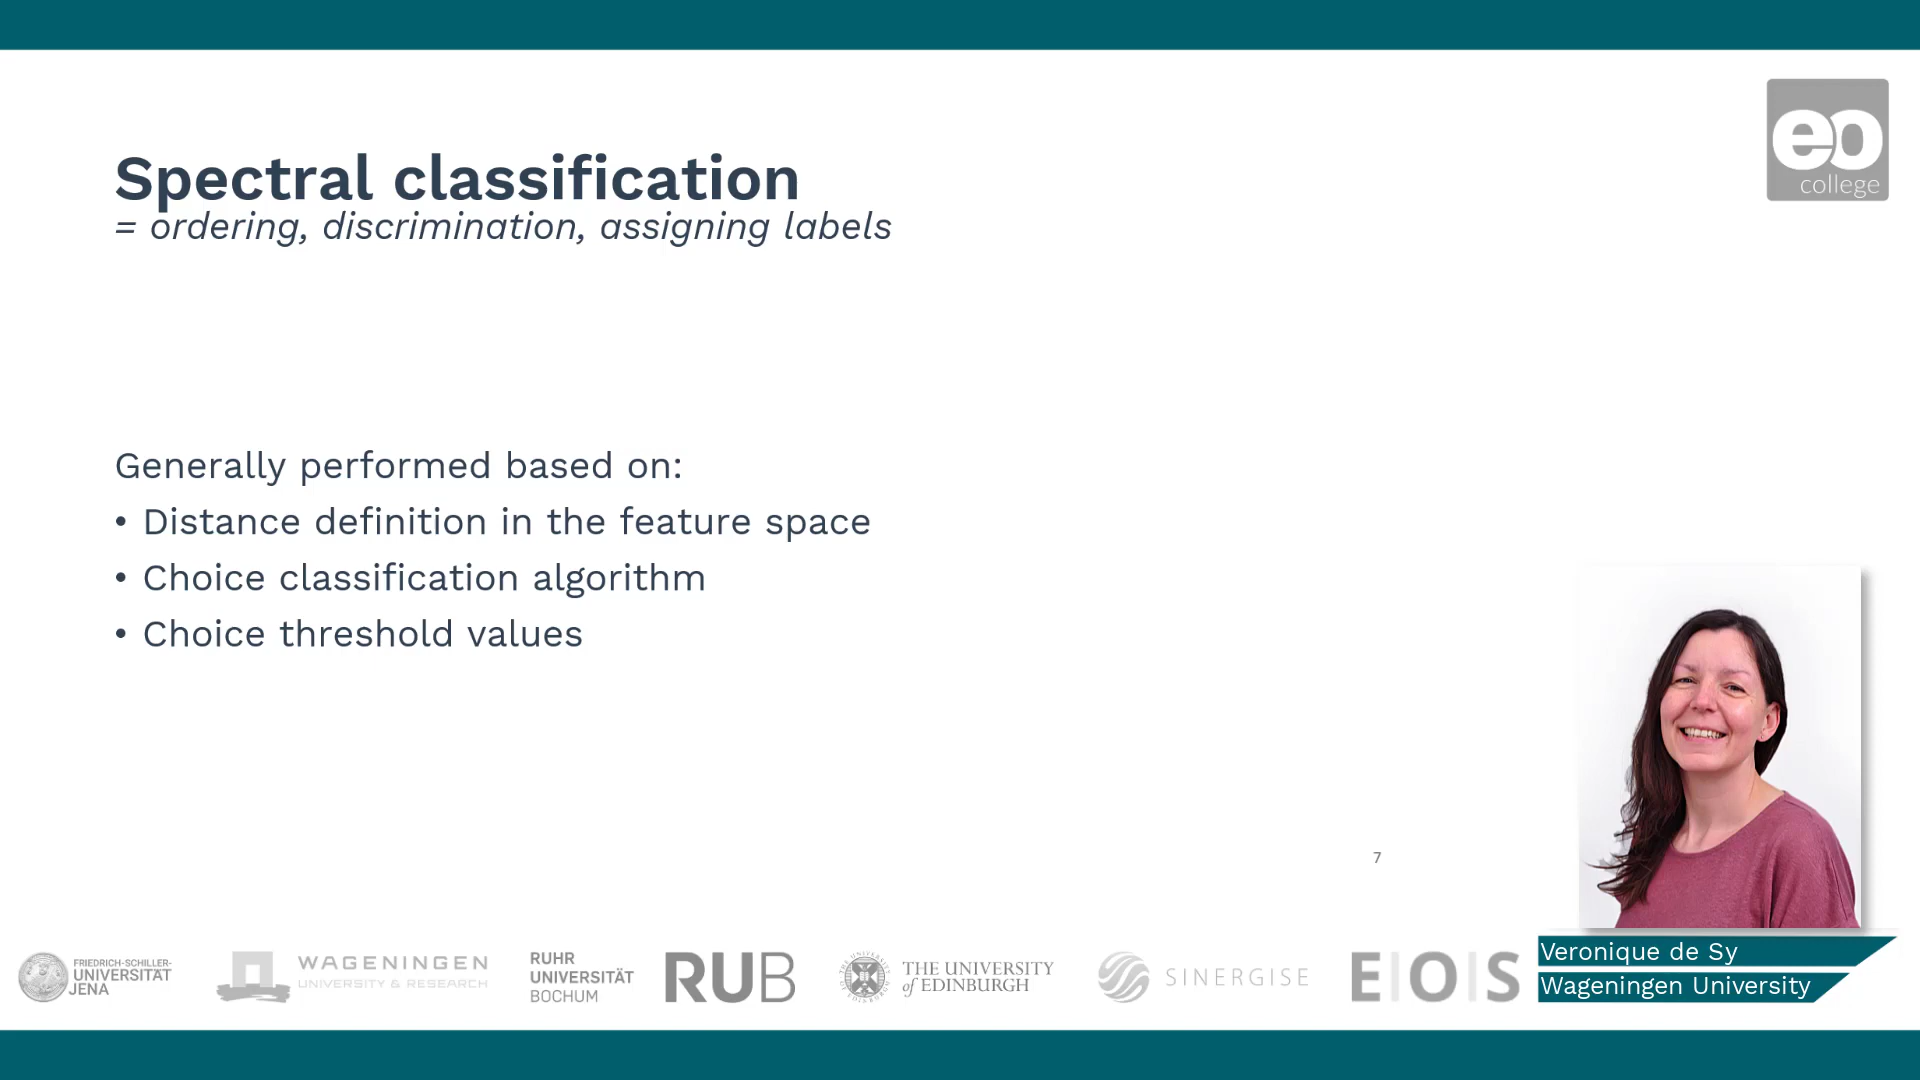 eo
college
Spectral classification
= ordering, discrimination, assigning labels
Generally performed based on:
• Distance definition in the feature space
• Choice classification algorithm
• Choice threshold values
7
Veronique de Sy
Wageningen University
FRIEDRICH-SCHILLER-
UNIVERSITÄT
JENA
WAGENINGEN
UNIVERSITY & RESEARCH
RUHR
UNIVERSITÄT
BOCHUM
RUB
THE UNIVERSITY
of EDINBURGH
SINERGISE
E|O|S